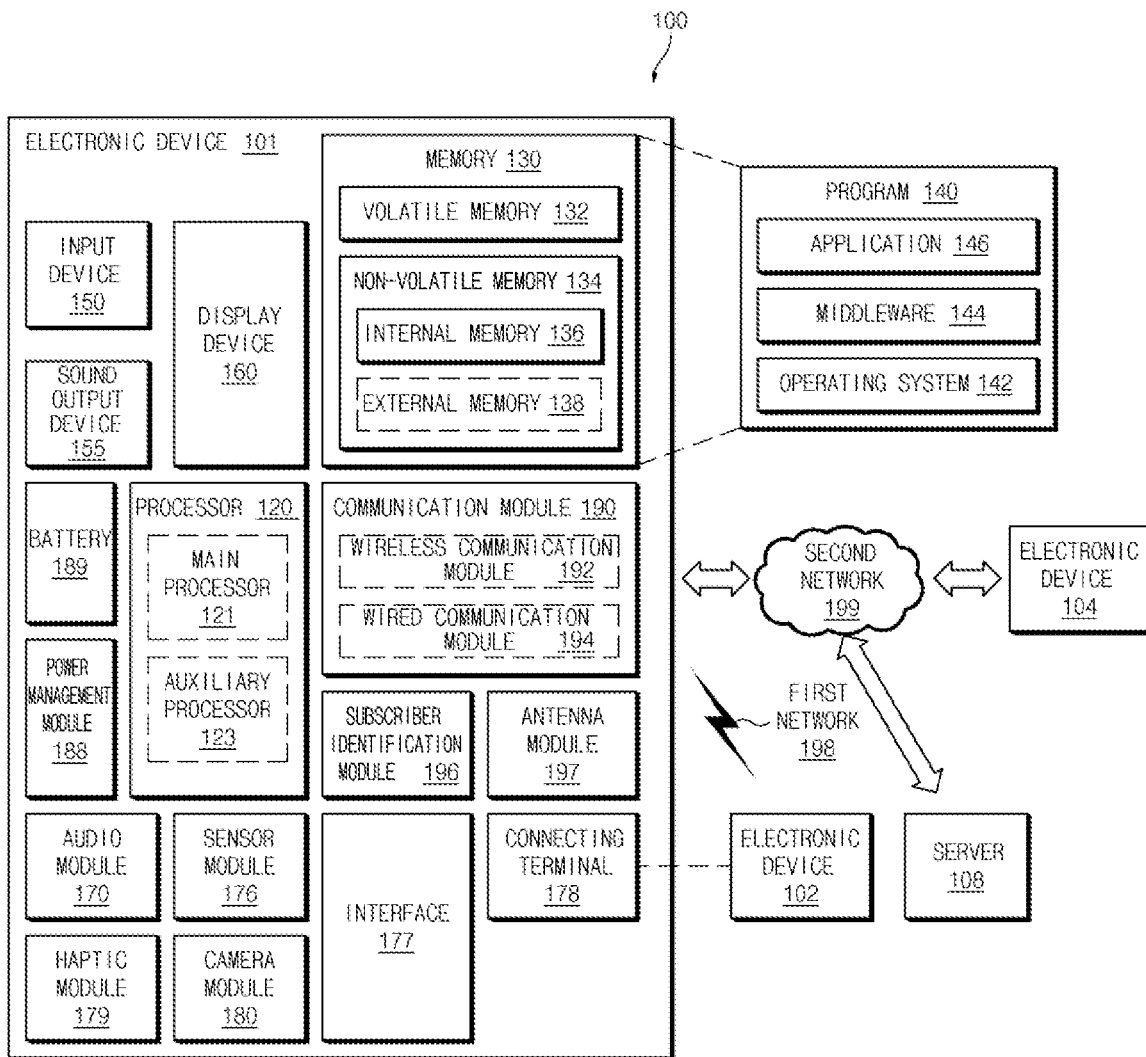 100
ELECTRONIC DEVICE 101
MEMORY 130
VOLATILE MEMORY 132
NON-VOLATILE MEMORY 134
INTERNAL MEMORY 136
EXTERNAL MEMORY 138
PROGRAM 140
APPLICATION 146
MIDDLEWARE 144
OPERATING SYSTEM 142
INPUT
DEVICE
150
DISPLAY
DEVICE
160
SOUND
OUTPUT
DEVICE
155
BATTERY
189
PROCESSOR 120
MAIN
PROCESSOR
121
AUXILIARY
PROCESSOR
123
COMMUNICATION MODULE 190
WIRELESS COMMUNICATION
MODULE 192
WIRED COMMUNICATION
MODULE 194
SECOND
NETWORK
199
ELECTRONIC
DEVICE
104
POWER
MANAGEMENT
MODULE
188
SUBSCRIBER
IDENTIFICATION
MODULE 196
ANTENNA
MODULE
197
FIRST
NETWORK
198
AUDIO
MODULE
170
SENSOR
MODULE
176
INTERFACE
177
CONNECTING
TERMINAL
178
ELECTRONIC
DEVICE
102
SERVER
108
HAPTIC
MODULE
179
CAMERA
MODULE
180